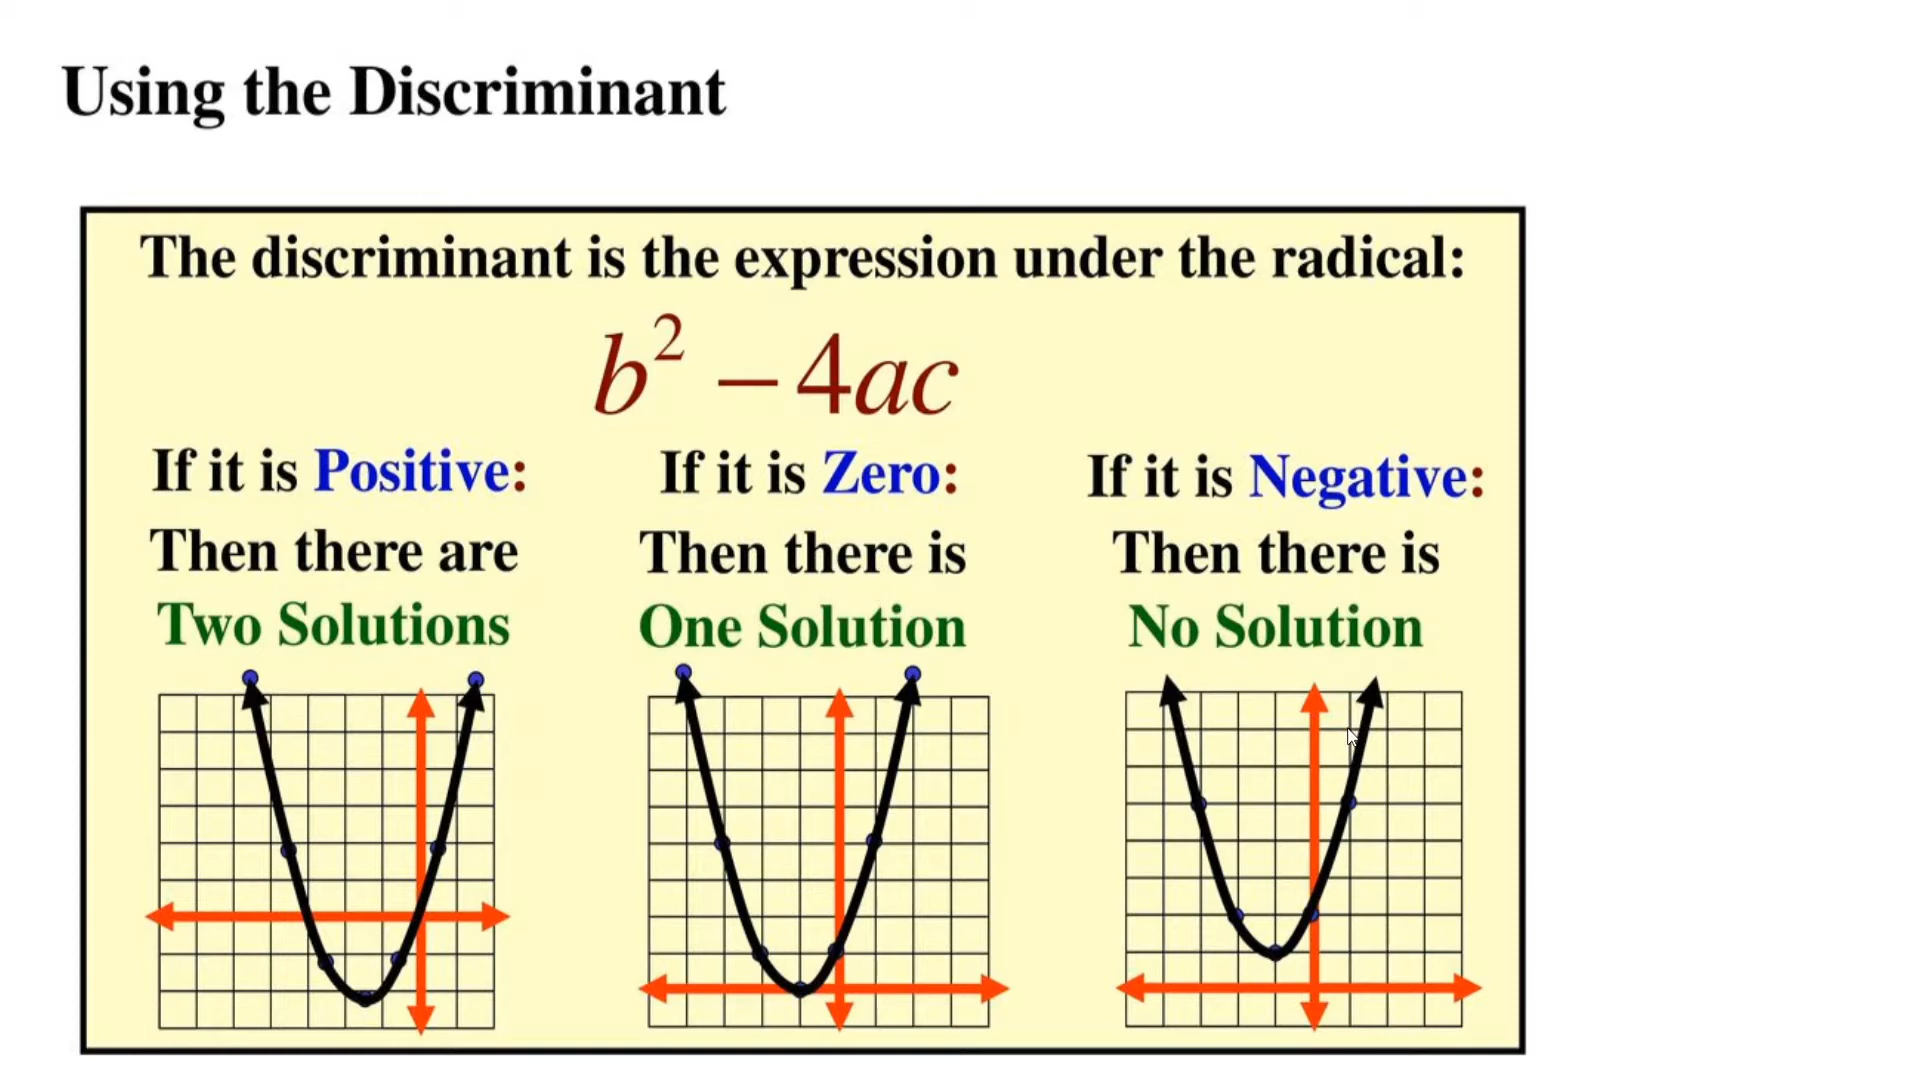 Using the Discriminant
The discriminant is the expression under the radical:
b² – 4ac
If it is Positive:
Then there are
Two Solutions
If it is Zero:
Then there is
One Solution
If it is Negative:
Then there is
No Solution